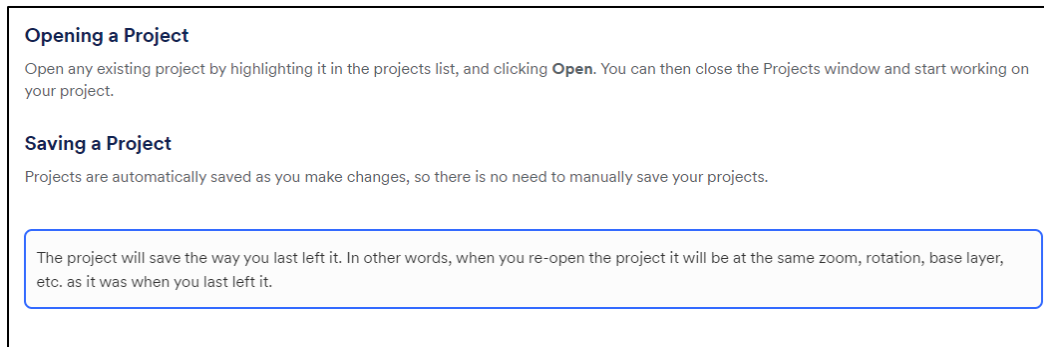 Opening a Project
Open any existing project by highlighting it in the projects list, and clicking Open. You can then close the Projects window and start working on
your project.
Saving a Project
Projects are automatically saved as you make changes, so there is no need to manually save your projects.
The project will save the way you last left it. In other words, when you re-open the project it will be at the same zoom, rotation, base layer,
etc. as it was when you last left it.